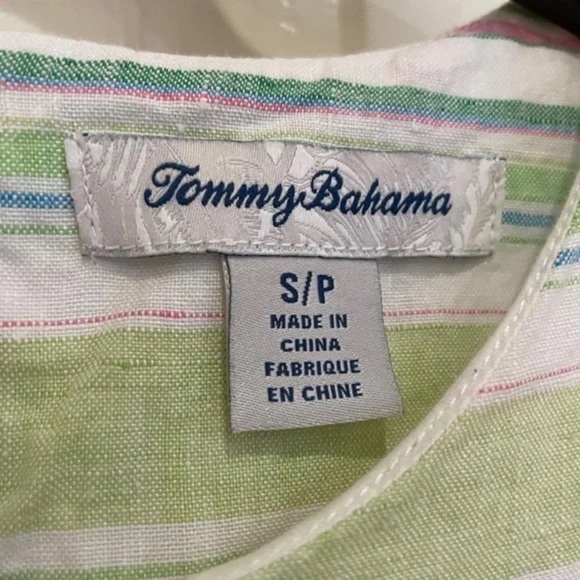 Tommy Bahama
S/P
MADE IN
CHINA
FABRIQUE
EN CHINE